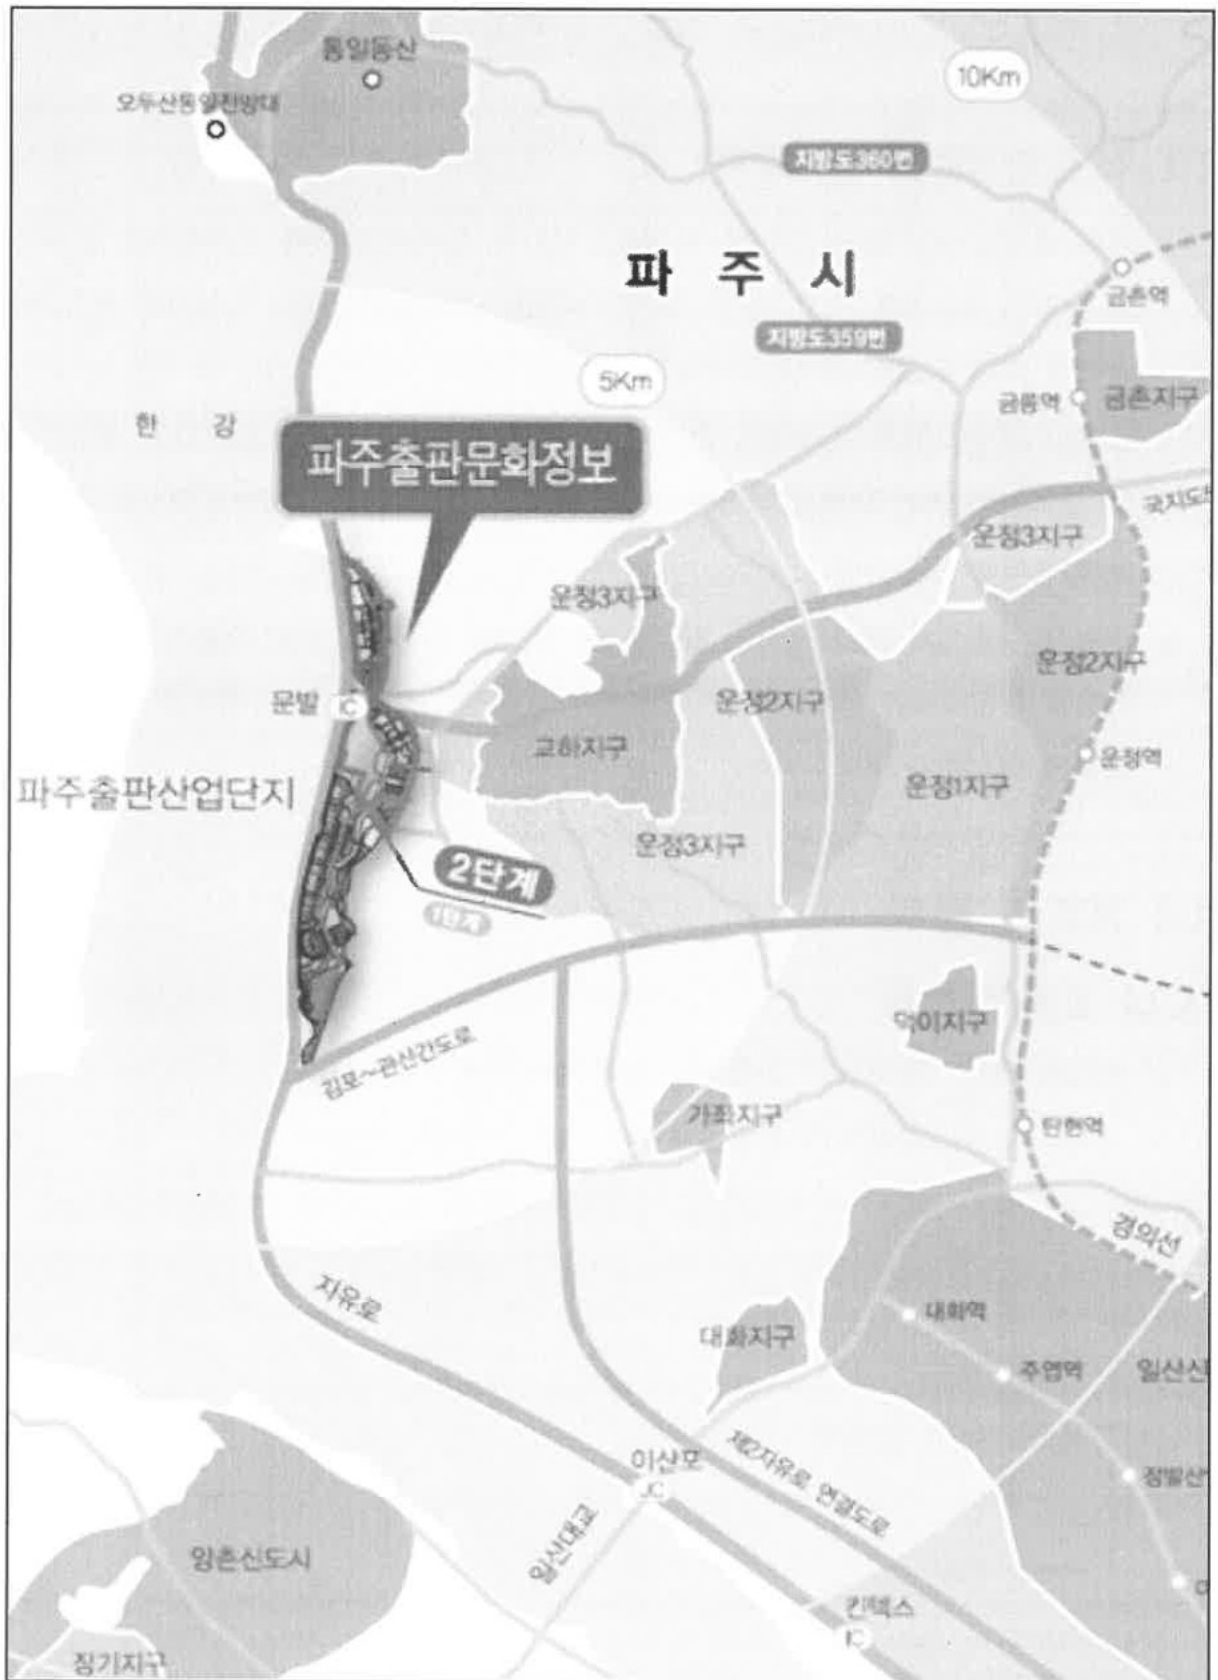 통일동산
오두산통일전망대
10Km
지방도360번
파 주 시
금촌역
지방도359번
5Km
금릉역
금촌지구
한 강
파주출판문화정보
국지도
운정3지구
운정3지구
운정2지구
운정2지구
문발
IC
교하지구
운정역
파주출판산업단지
운정1지구
운정3지구
2단계
1단계
덕이지구
김포~관산간도로
가좌지구
탄현역
경의선
자유로
대화역
대화지구
주엽역
일산신
이산포
JC
제2자유로 연결도로
정발산
일산대교
양촌신도시
킨텍스
IC
장기지구